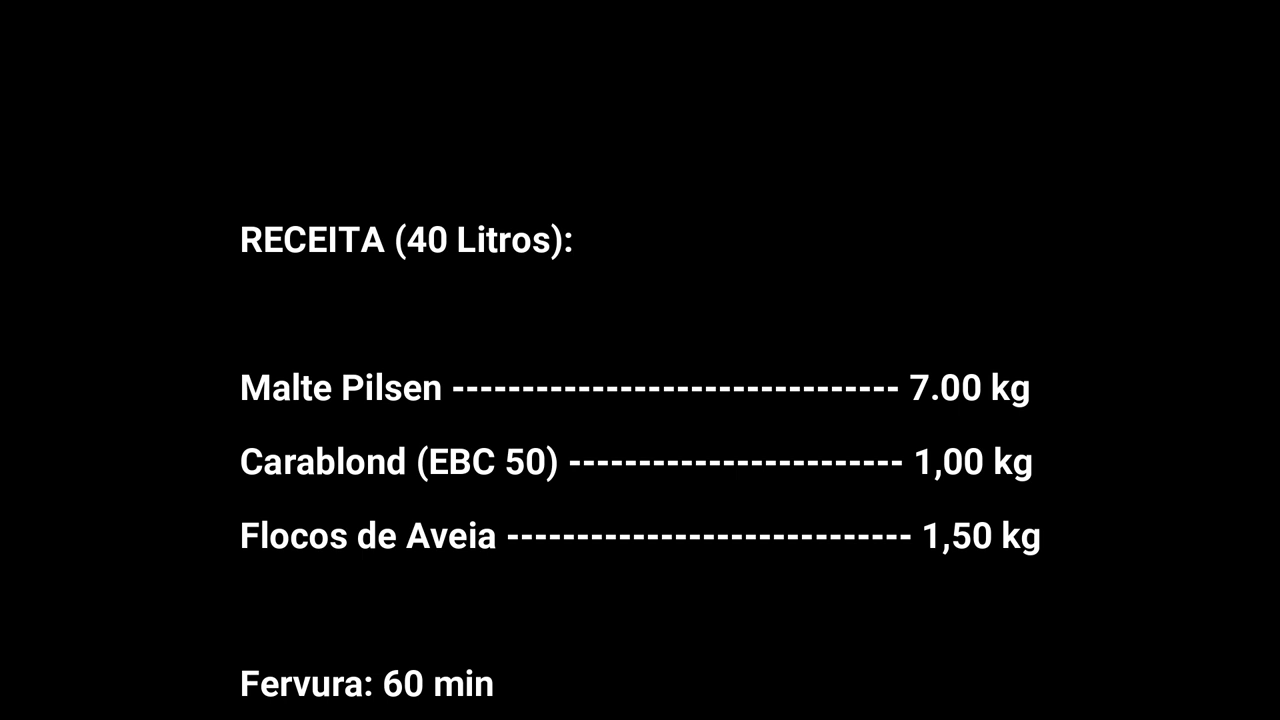 RECEITA (40 Litros):
Malte Pilsen -------------------------------- 7.00 kg
Carablond (EBC 50) ------------------------ 1,00 kg
Flocos de Aveia ----------------------------- 1,50 kg
Fervura: 60 min